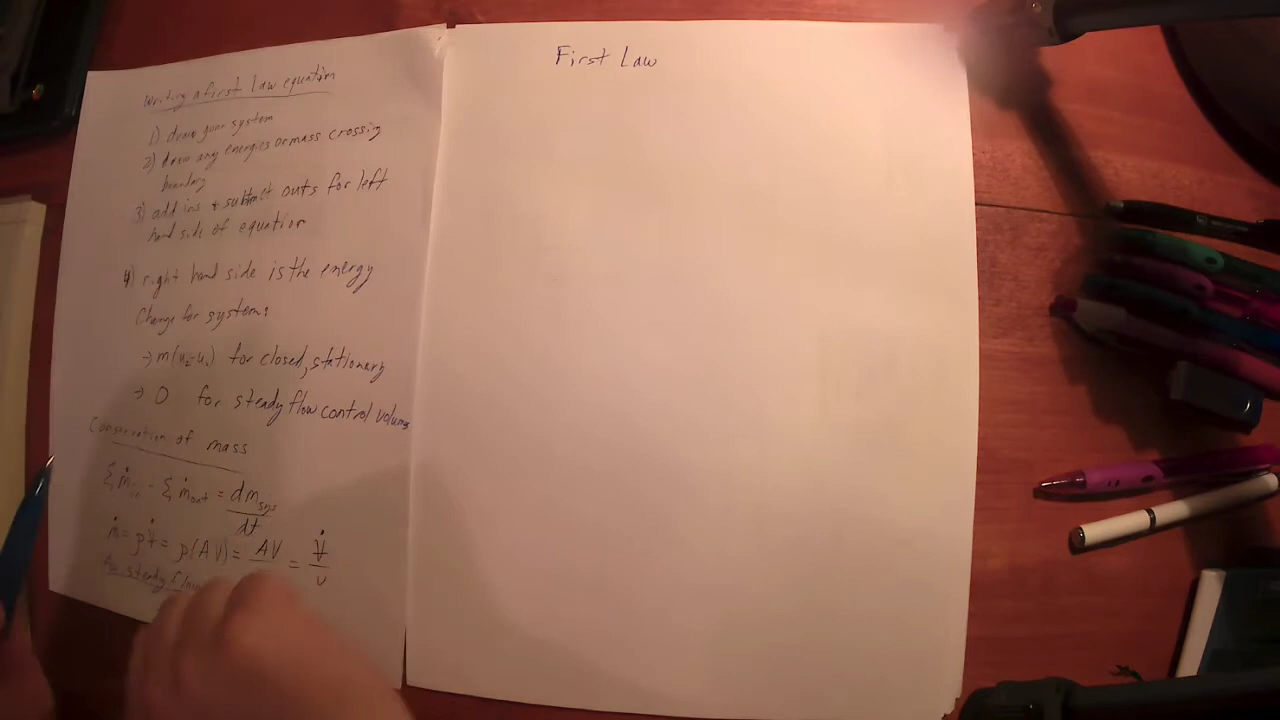 Writing a first Law equation
1) draw your system
2) draw any energies or mass crossing
boundary
3) add ins + subtract outs for left
hand side of equation
4) right hand side is the energy
change for system:
→ m(u₂-u₁) for closed, stationary
→ 0 for steady flow control volume
Conservation of mass
Σṁin - Σṁout = dmsys/dt
ṁ = ρV̇ = ρ(AV) = AV = V̇/v
for steady flow
First Law